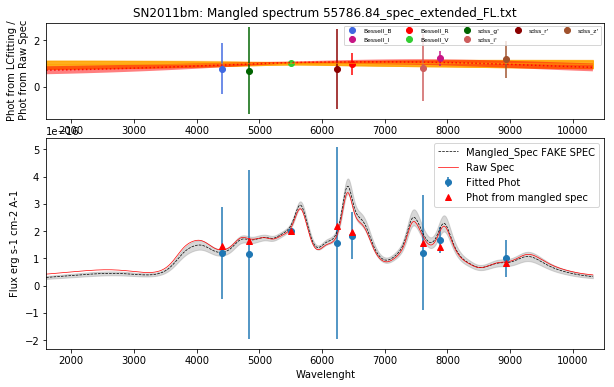 SN2011bm: Mangled spectrum 55786.84_spec_extended_FL.txt
Phot from LCfitting /
Phot from Raw Spec
2
0
Bessell_B
Bessell_I
Bessell_R
Bessell_V
sdss_g'
sdss_i'
sdss_r'
sdss_z'
2000 3000 4000 5000 6000 7000 8000 9000 10000
1e−16
Flux erg s-1 cm-2 A-1
5
4
3
2
1
0
−1
−2
Mangled_Spec FAKE SPEC
Raw Spec
Fitted Phot
Phot from mangled spec
2000 3000 4000 5000 6000 7000 8000 9000 10000
Wavelenght